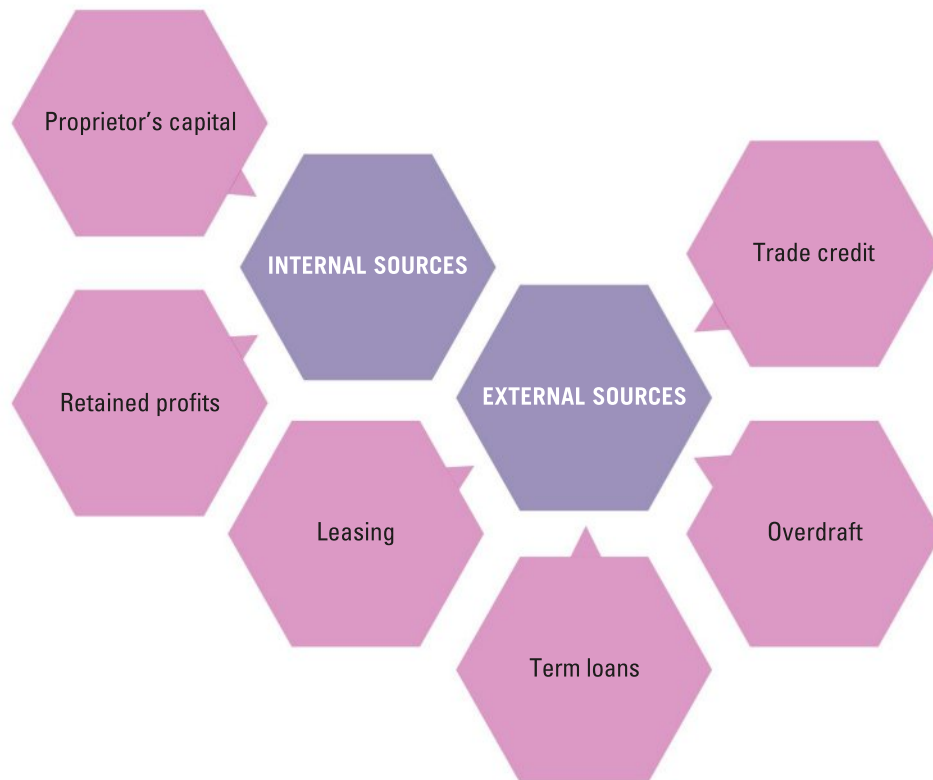 Proprietor’s capital
INTERNAL SOURCES
Trade credit
Retained profits
EXTERNAL SOURCES
Leasing
Overdraft
Term loans